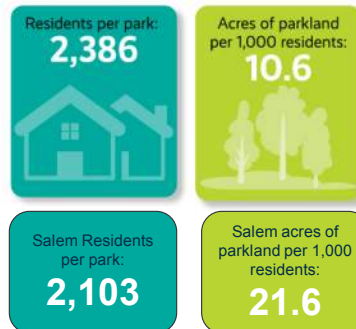 Residents per park:
2,386
Acres of parkland
per 1,000 residents:
10.6
Salem Residents
per park:
2,103
Salem acres of
parkland per 1,000
residents:
21.6